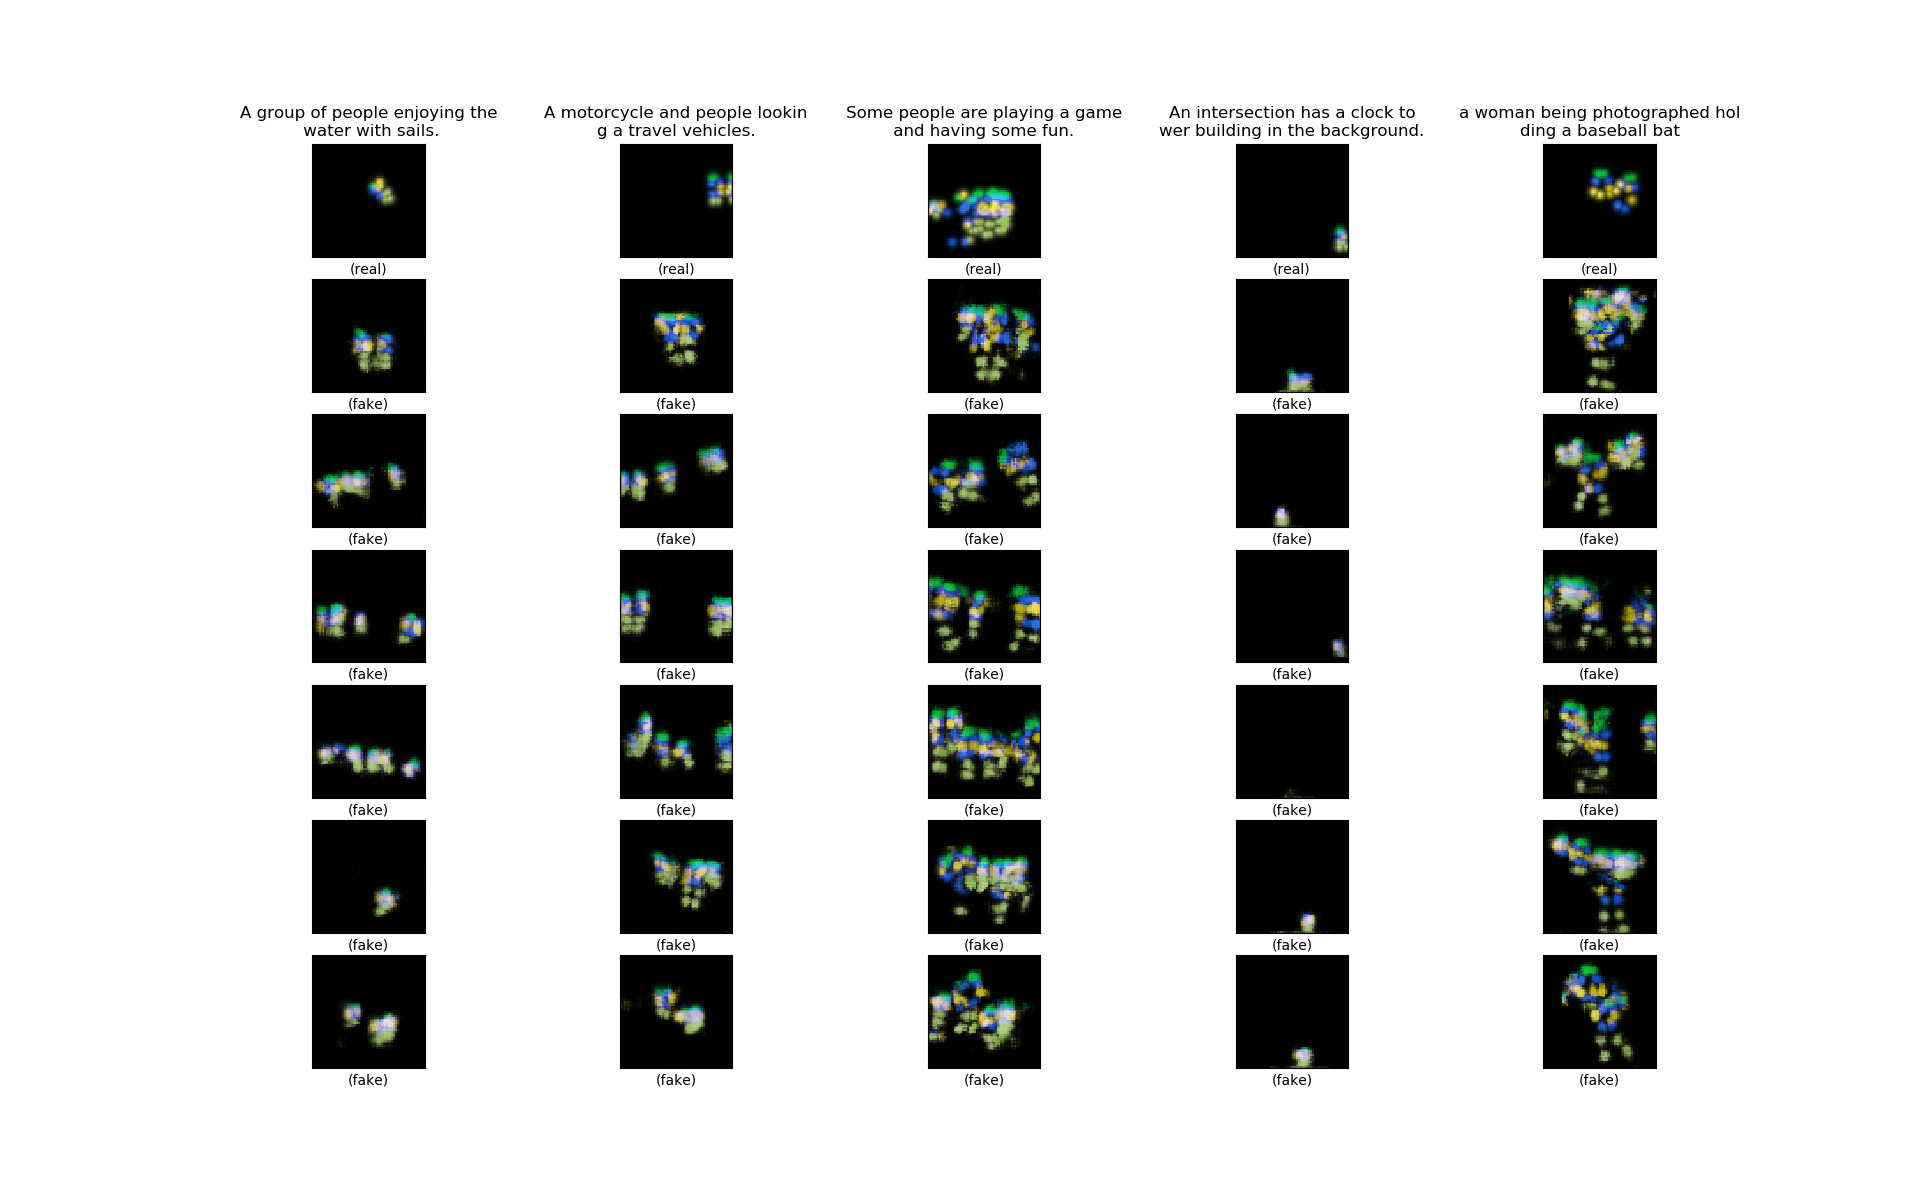 A group of people enjoying the
water with sails.
A motorcycle and people lookin
g a travel vehicles.
Some people are playing a game
and having some fun.
An intersection has a clock to
wer building in the background.
a woman being photographed hol
ding a baseball bat
(real) (real) (real) (real) (real)
(fake) (fake) (fake) (fake) (fake)
(fake) (fake) (fake) (fake) (fake)
(fake) (fake) (fake) (fake) (fake)
(fake) (fake) (fake) (fake) (fake)
(fake) (fake) (fake) (fake) (fake)
(fake) (fake) (fake) (fake) (fake)